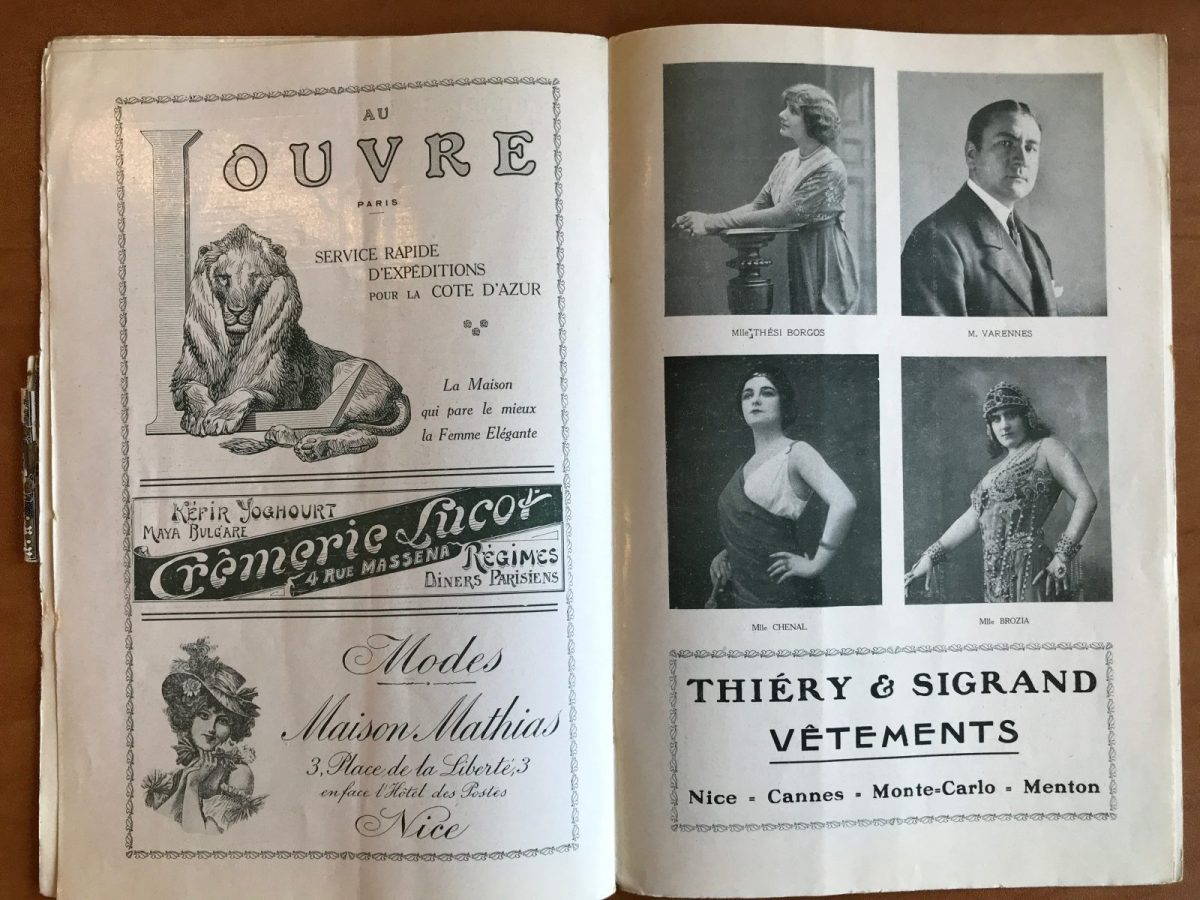 AU
LOUVRE
PARIS
SERVICE RAPIDE
D'EXPÉDITIONS
POUR LA COTE D'AZUR
La Maison
qui pare le mieux
la Femme Elégante
KÉFIR YOGHOURT
MAYA BULGARE
Crêmerie Lucot
4 RUE MASSENA
RÉGIMES
DINERS PARISIENS
Modes
Maison Mathias
3, Place de la Liberté, 3
en face l'Hôtel des Postes
Nice
Mlle THÉSI BORGOS
M. VARENNES
Mlle CHENAL
Mlle BROZIA
THIÉRY & SIGRAND
VÊTEMENTS
Nice - Cannes - Monte-Carlo - Menton